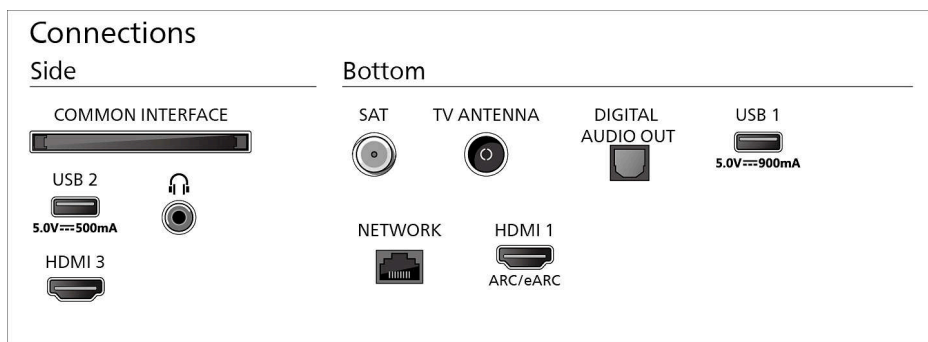 Connections
Side
COMMON INTERFACE
USB 2
5.0V⎓500mA
HDMI 3
Bottom
SAT
TV ANTENNA
DIGITAL
AUDIO OUT
USB 1
5.0V⎓900mA
NETWORK
HDMI 1
ARC/eARC